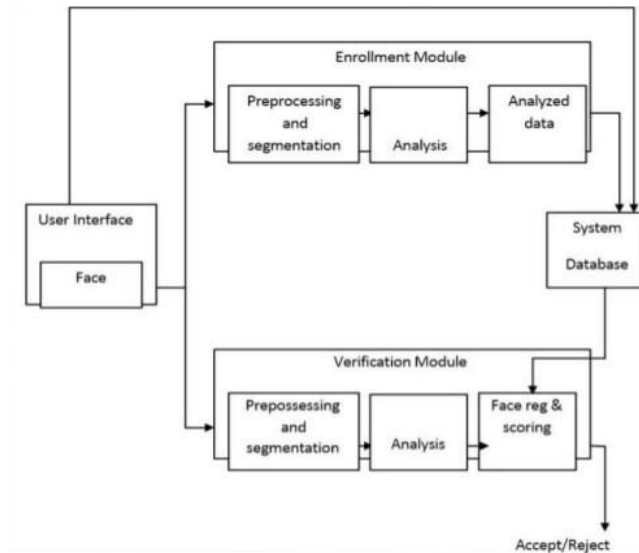 Enrollment Module
Preprocessing
and
segmentation
Analysis
Analyzed
data
User Interface
Face
System
Database
Verification Module
Prepossessing
and
segmentation
Analysis
Face reg &
scoring
Accept/Reject